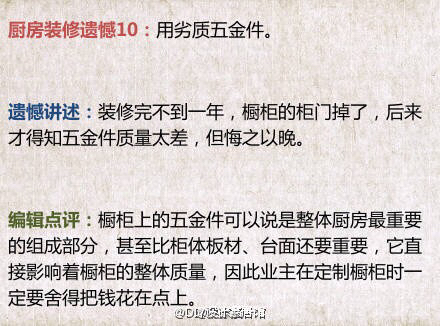 厨房装修遗憾10：用劣质五金件。
遗憾讲述：装修完不到一年，橱柜的柜门掉了，后来
才得知五金件质量太差，但悔之以晚。
编辑点评：橱柜上的五金件可以说是整体厨房最重要
的组成部分，甚至比柜体板材、台面还要重要，它直
接影响着橱柜的整体质量，因此业主在定制橱柜时一
定要舍得把钱花在点上。